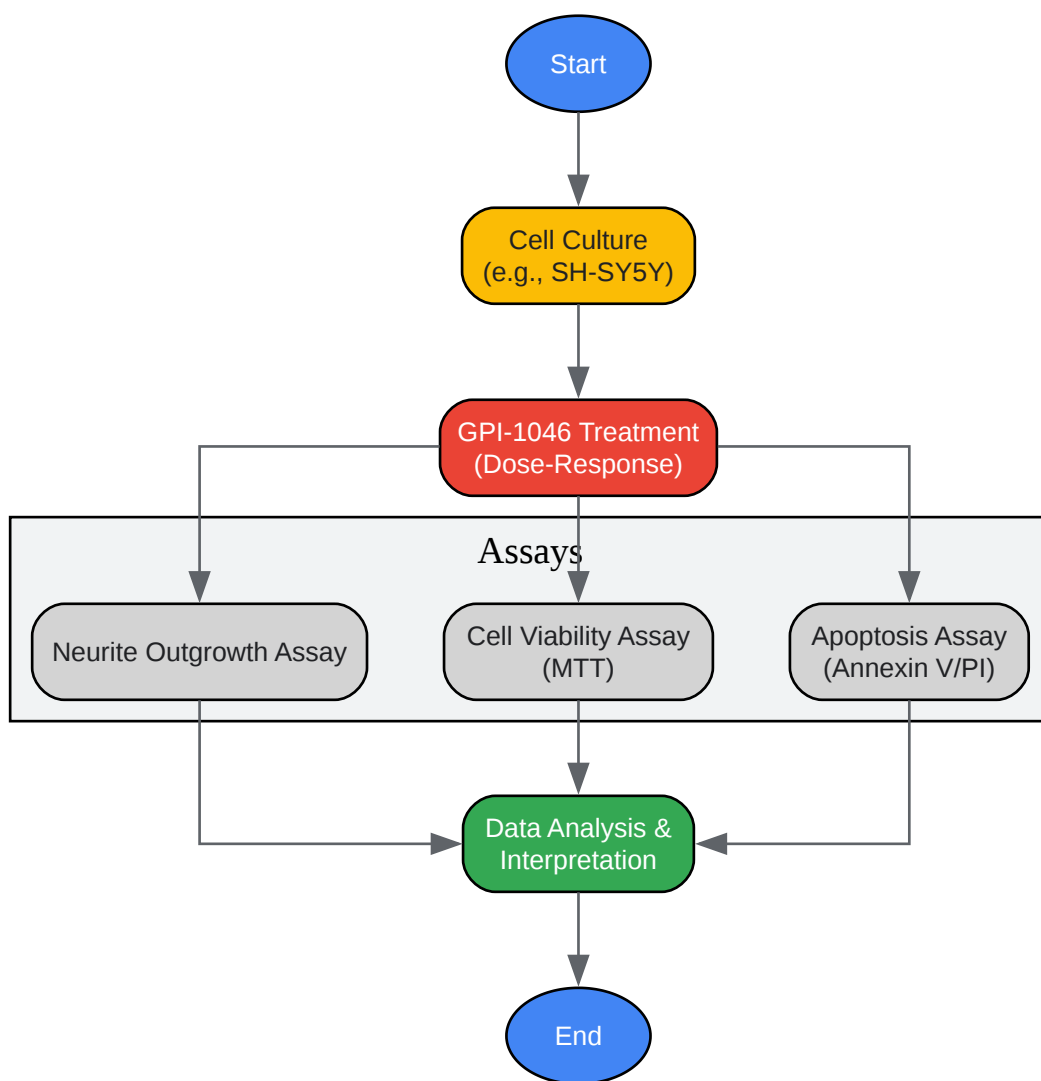 Start
Cell Culture
(e.g., SH-SY5Y)
GPI-1046 Treatment
(Dose-Response)
Assays
Neurite Outgrowth Assay
Cell Viability Assay
(MTT)
Apoptosis Assay
(Annexin V/PI)
Data Analysis &
Interpretation
End